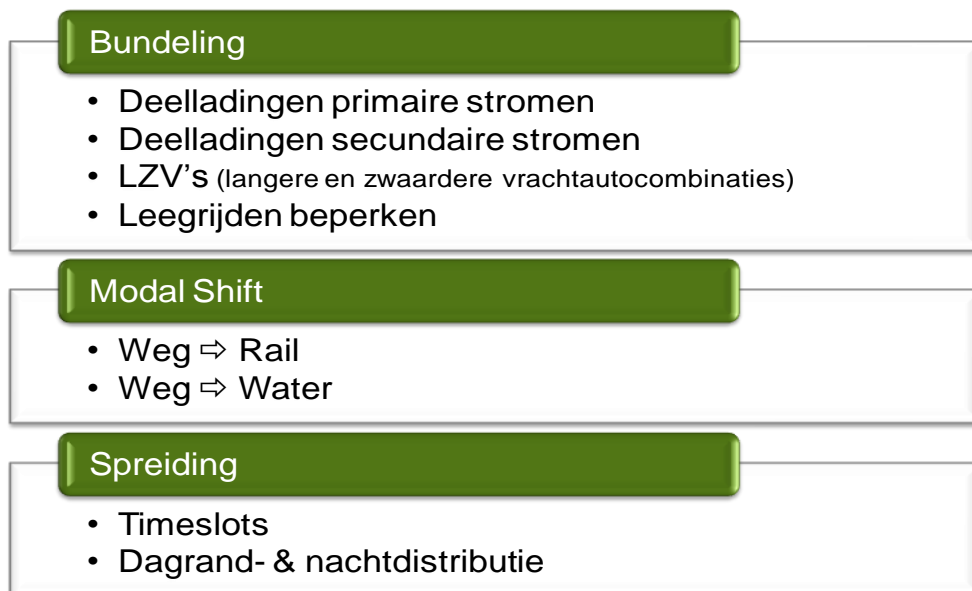 Bundeling
• Deelladingen primaire stromen
• Deelladingen secundaire stromen
• LZV's (langere en zwaardere vrachtautocombinaties)
• Leegrijden beperken
Modal Shift
• Weg ⇨ Rail
• Weg ⇨ Water
Spreiding
• Timeslots
• Dagrand- & nachtdistributie